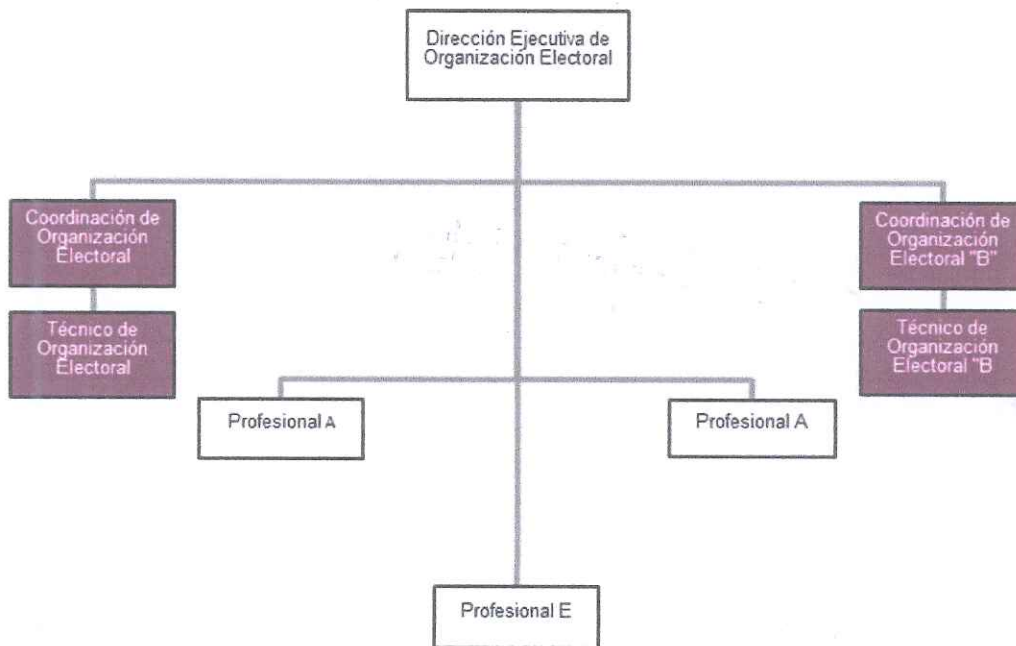 Dirección Ejecutiva de
Organización Electoral
Coordinación de
Organización
Electoral
Coordinación de
Organización
Electoral "B"
Técnico de
Organización
Electoral
Técnico de
Organización
Electoral "B
Profesional A
Profesional A
Profesional E